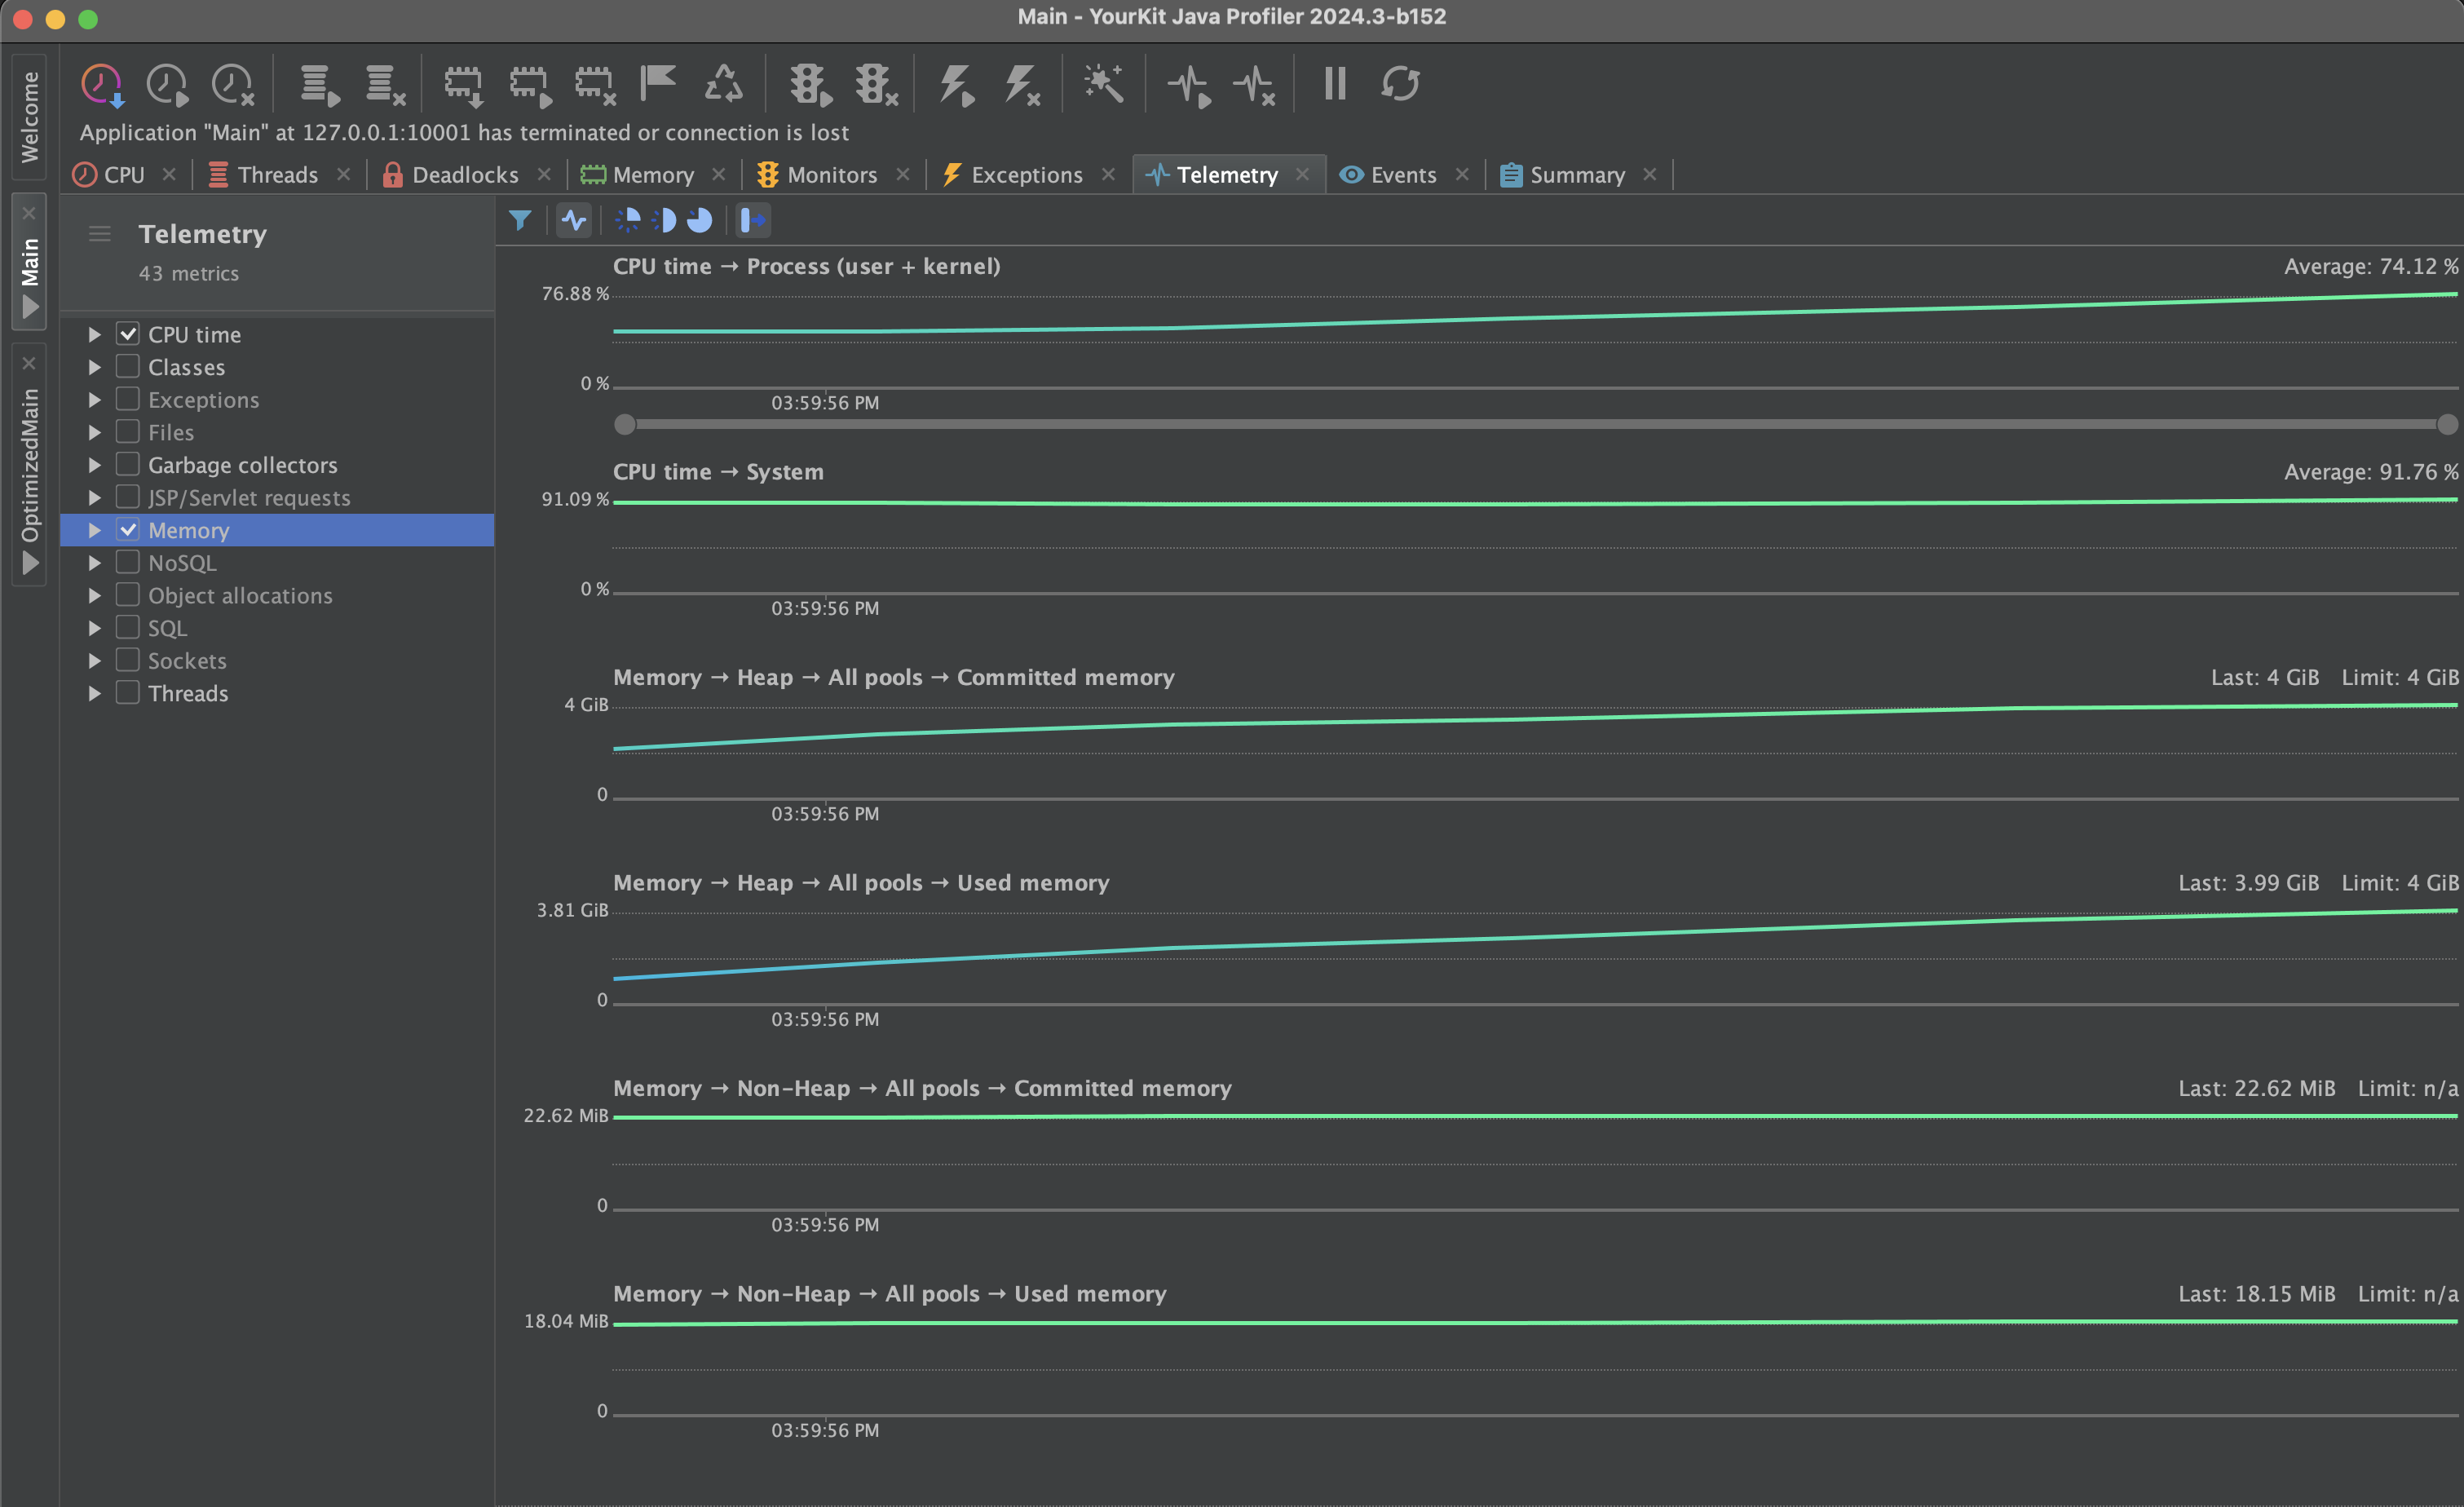 Main - YourKit Java Profiler 2024.3-b152
Welcome
Main
OptimizedMain
Application "Main" at 127.0.0.1:10001 has terminated or connection is lost
CPU Threads Deadlocks Memory Monitors Exceptions Telemetry Events Summary
Telemetry
43 metrics
CPU time
Classes
Exceptions
Files
Garbage collectors
JSP/Servlet requests
Memory
NoSQL
Object allocations
SQL
Sockets
Threads
CPU time → Process (user + kernel) Average: 74.12 %
76.88 %
0 %
03:59:56 PM
CPU time → System Average: 91.76 %
91.09 %
0 %
03:59:56 PM
Memory → Heap → All pools → Committed memory Last: 4 GiB Limit: 4 GiB
4 GiB
0
03:59:56 PM
Memory → Heap → All pools → Used memory Last: 3.99 GiB Limit: 4 GiB
3.81 GiB
0
03:59:56 PM
Memory → Non-Heap → All pools → Committed memory Last: 22.62 MiB Limit: n/a
22.62 MiB
0
03:59:56 PM
Memory → Non-Heap → All pools → Used memory Last: 18.15 MiB Limit: n/a
18.04 MiB
0
03:59:56 PM